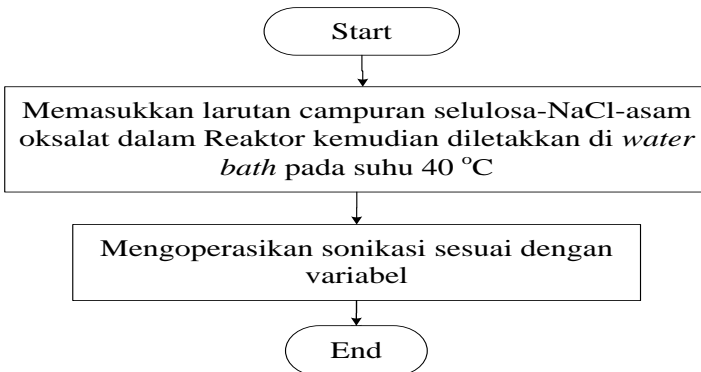 Start
Memasukkan larutan campuran selulosa-NaCl-asam
oksalat dalam Reaktor kemudian diletakkan di water
bath pada suhu 40 °C
Mengoperasikan sonikasi sesuai dengan
variabel
End